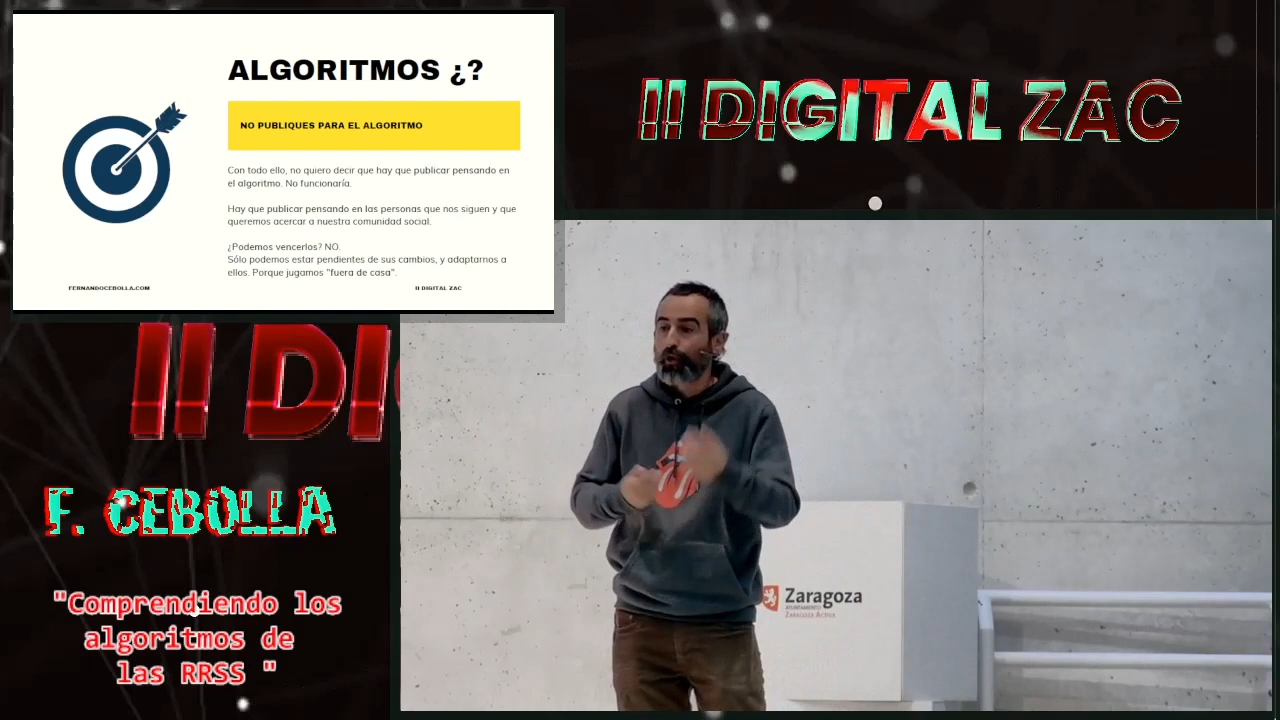 ALGORITMOS ¿?
NO PUBLIQUES PARA EL ALGORITMO
Con todo ello, no quiero decir que hay que publicar pensando en
el algoritmo. No funcionaría.
Hay que publicar pensando en las personas que nos siguen y que
queremos acercar a nuestra comunidad social.
¿Podemos vencerlos? NO.
Sólo podemos estar pendientes de sus cambios, y adaptarnos a
ellos. Porque jugamos "fuera de casa".
FERNANDOCEBOLLA.COM
II DIGITAL ZAC
II DIGITAL ZAC
II DI
F. CEBOLLA
"Comprendiendo los
algoritmos de
las RRSS "
Zaragoza
AYUNTAMIENTO
ZARAGOZA ACTIVA